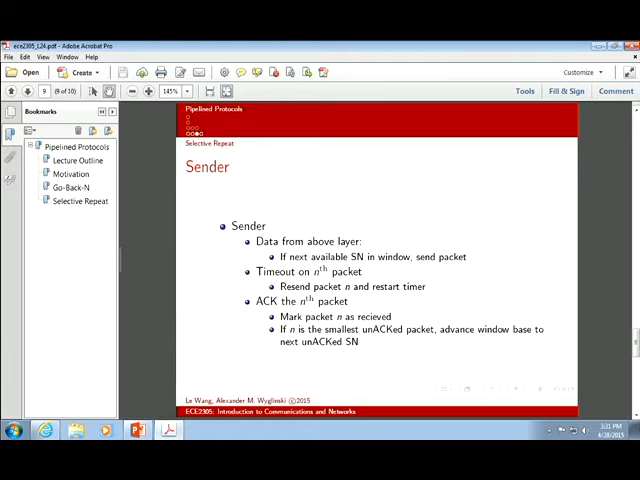 ece2305_L24.pdf - Adobe Acrobat Pro
File Edit View Window Help
Open Create Customize
9 (9 of 10) 145% Tools Fill & Sign Comment
Bookmarks
Pipelined Protocols
Lecture Outline
Motivation
Go-Back-N
Selective Repeat
Pipelined Protocols
Selective Repeat
Sender
Sender
Data from above layer:
If next available SN in window, send packet
Timeout on nth packet
Resend packet n and restart timer
ACK the nth packet
Mark packet n as recieved
If n is the smallest unACKed packet, advance window base to
next unACKed SN
Le Wang, Alexander M. Wyglinski ©2015
ECE2305: Introduction to Communications and Networks
3:31 PM
4/28/2015